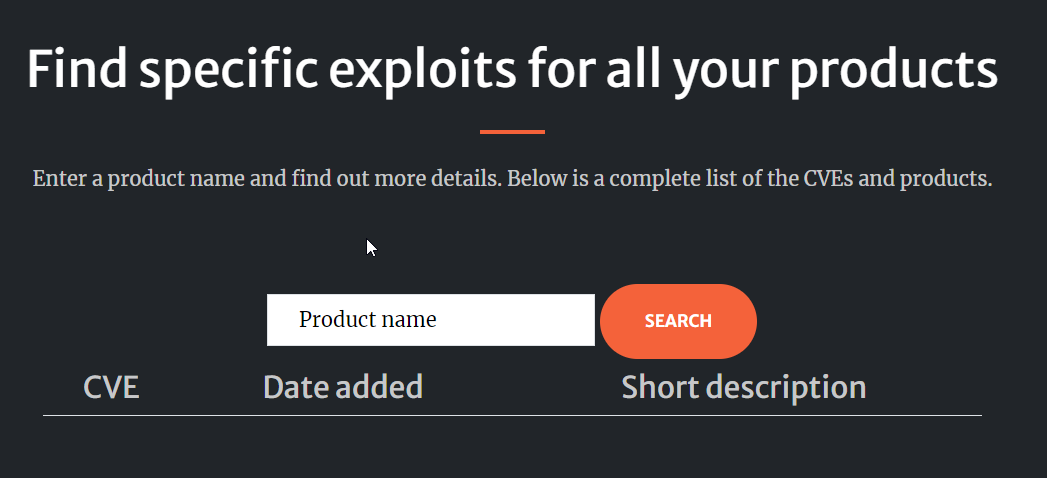 Find specific exploits for all your products
Enter a product name and find out more details. Below is a complete list of the CVEs and products.
Product name
SEARCH
CVE Date added Short description